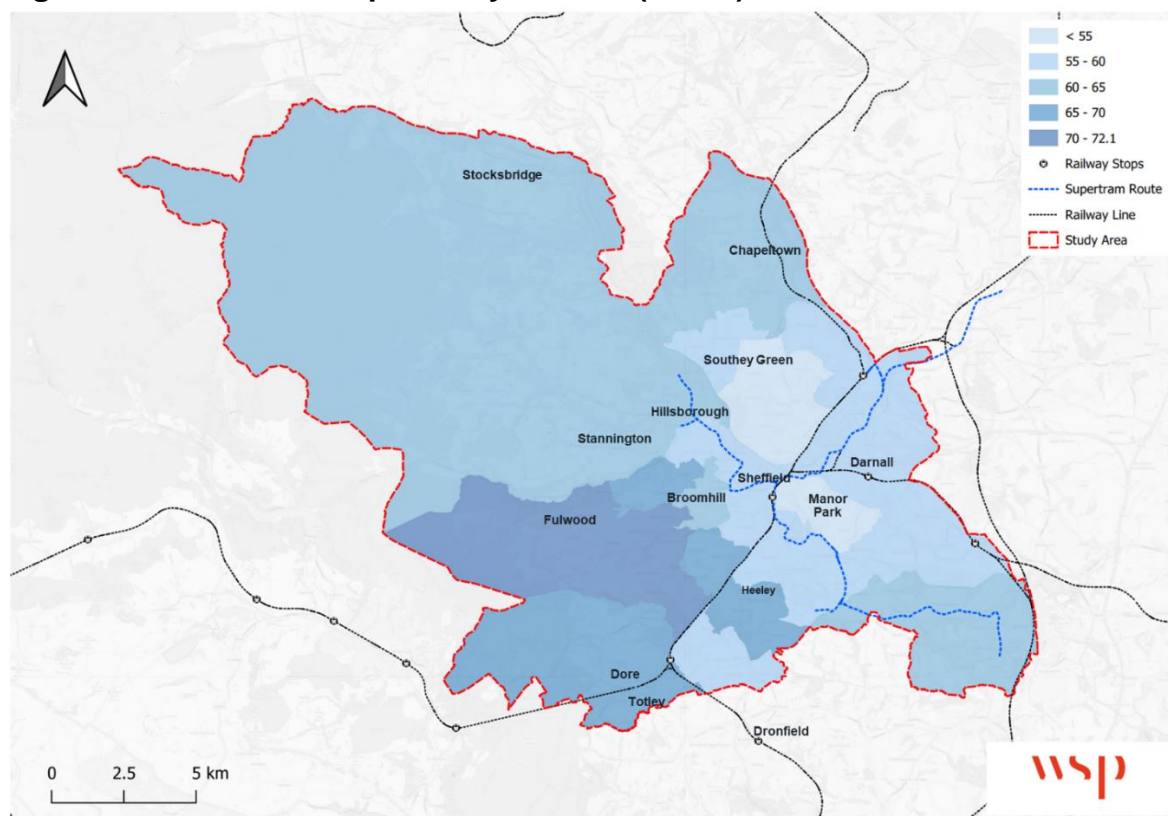 < 55
55 - 60
60 - 65
65 - 70
70 - 72.1
Railway Stops
Supertram Route
Railway Line
Study Area
Stocksbridge
Chapeltown
Southey Green
Hillsborough
Stannington
Darnall
Sheffield
Broomhill
Manor
Park
Fulwood
Heeley
Dore
Totley
Dronfield
0 2.5 5 km
wsp